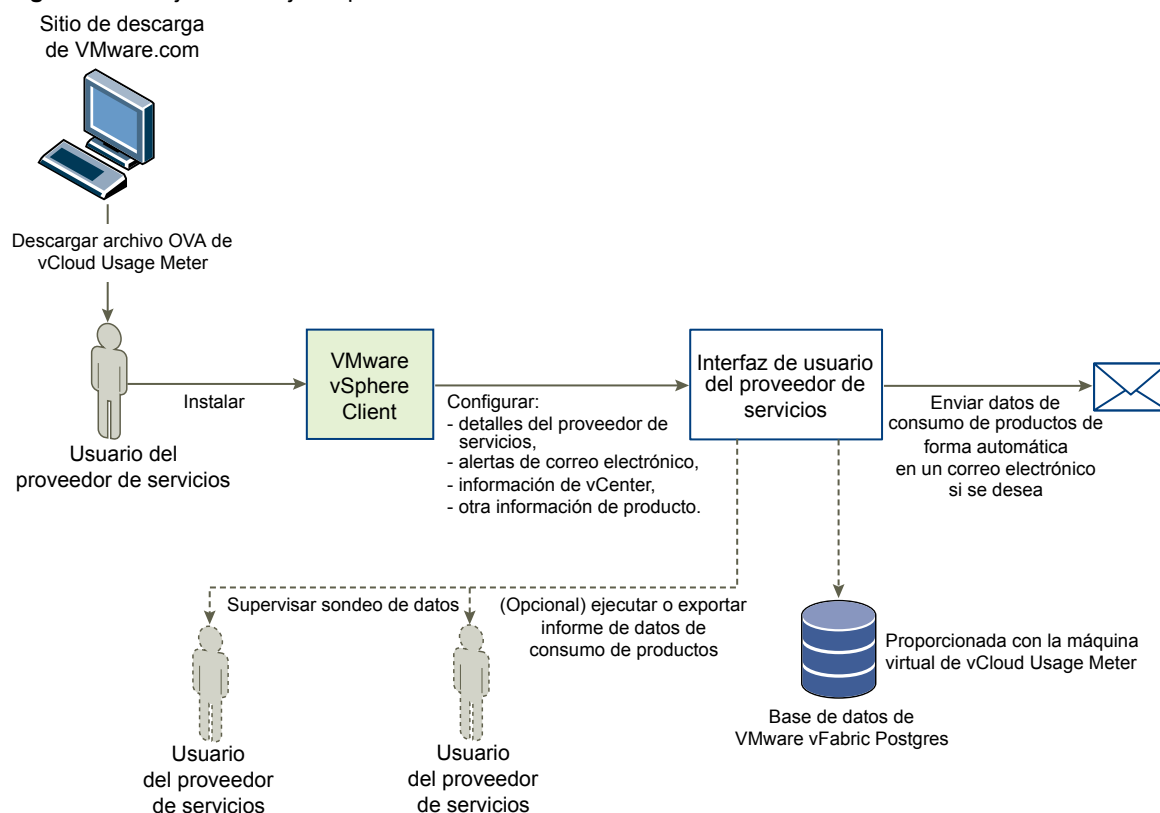 Sitio de descarga
de VMware.com
Descargar archivo OVA de
vCloud Usage Meter
Usuario del
proveedor de servicios
Instalar
VMware
vSphere
Client
Configurar:
- detalles del proveedor de
servicios,
- alertas de correo electrónico,
- información de vCenter,
- otra información de producto.
Interfaz de usuario
del proveedor de
servicios
Enviar datos de
consumo de productos de
forma automática
en un correo electrónico
si se desea
Supervisar sondeo de datos
(Opcional) ejecutar o exportar
informe de datos de
consumo de productos
Usuario
del proveedor
de servicios
Usuario
del proveedor
de servicios
Proporcionada con la máquina
virtual de vCloud Usage Meter
Base de datos de
VMware vFabric Postgres